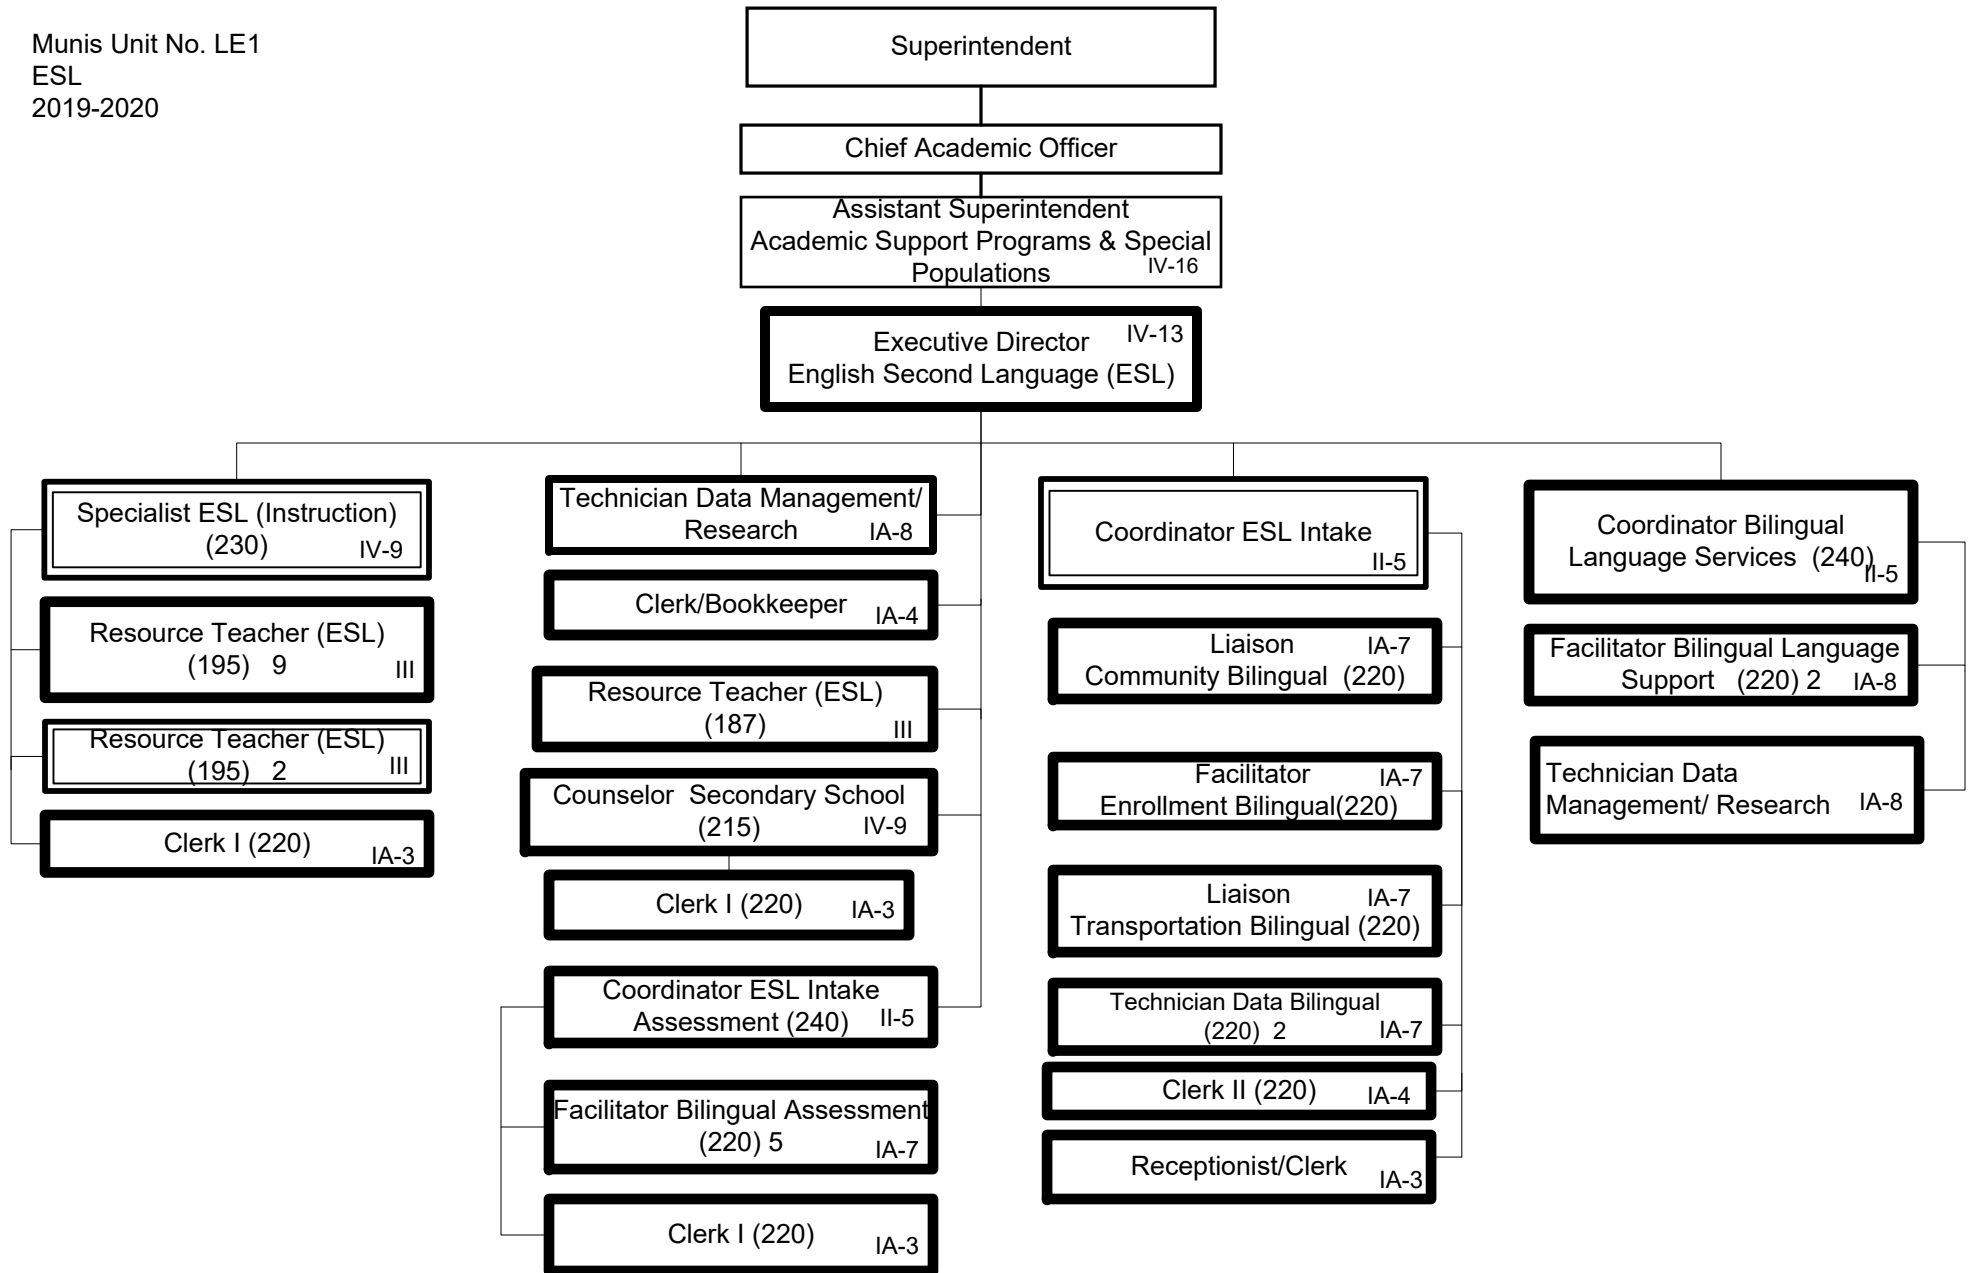 Munis Unit No. LE1
ESL
2019-2020
Superintendent
Chief Academic Officer
Assistant Superintendent
Academic Support Programs & Special
Populations
IV-16
Executive Director
IV-13
English Second Language (ESL)
Specialist ESL (Instruction)
(230)
IV-9
Resource Teacher (ESL)
(195) 9
III
Resource Teacher (ESL)
(195) 2
III
Clerk I (220)
IA-3
Technician Data Management/
Research
IA-8
Clerk/Bookkeeper
IA-4
Resource Teacher (ESL)
(187)
III
Counselor Secondary School
(215)
IV-9
Clerk I (220)
IA-3
Coordinator ESL Intake
Assessment (240)
II-5
Facilitator Bilingual Assessment
(220) 5
IA-7
Clerk I (220)
IA-3
Coordinator ESL Intake
II-5
Liaison
IA-7
Community Bilingual (220)
Facilitator
IA-7
Enrollment Bilingual(220)
Liaison
IA-7
Transportation Bilingual (220)
Technician Data Bilingual
(220) 2
IA-7
Clerk II (220)
IA-4
Receptionist/Clerk
IA-3
Coordinator Bilingual
Language Services (240)
II-5
Facilitator Bilingual Language
Support (220) 2
IA-8
Technician Data
Management/ Research
IA-8